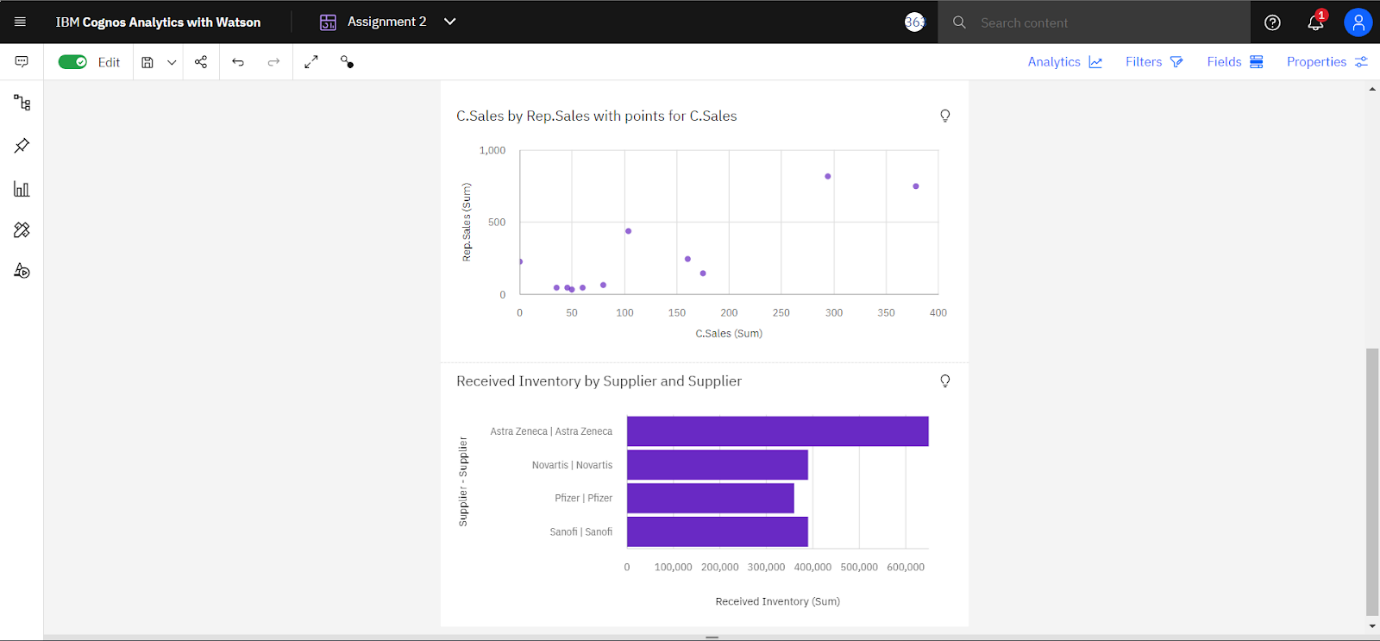 IBM Cognos Analytics with Watson Assignment 2 363 Search content 1
Edit Analytics Filters Fields Properties
C.Sales by Rep.Sales with points for C.Sales
1,000
500
0
Rep.Sales (Sum)
0 50 100 150 200 250 300 350 400
C.Sales (Sum)
Received Inventory by Supplier and Supplier
Supplier - Supplier
Astra Zeneca | Astra Zeneca
Novartis | Novartis
Pfizer | Pfizer
Sanofi | Sanofi
0 100,000 200,000 300,000 400,000 500,000 600,000
Received Inventory (Sum)